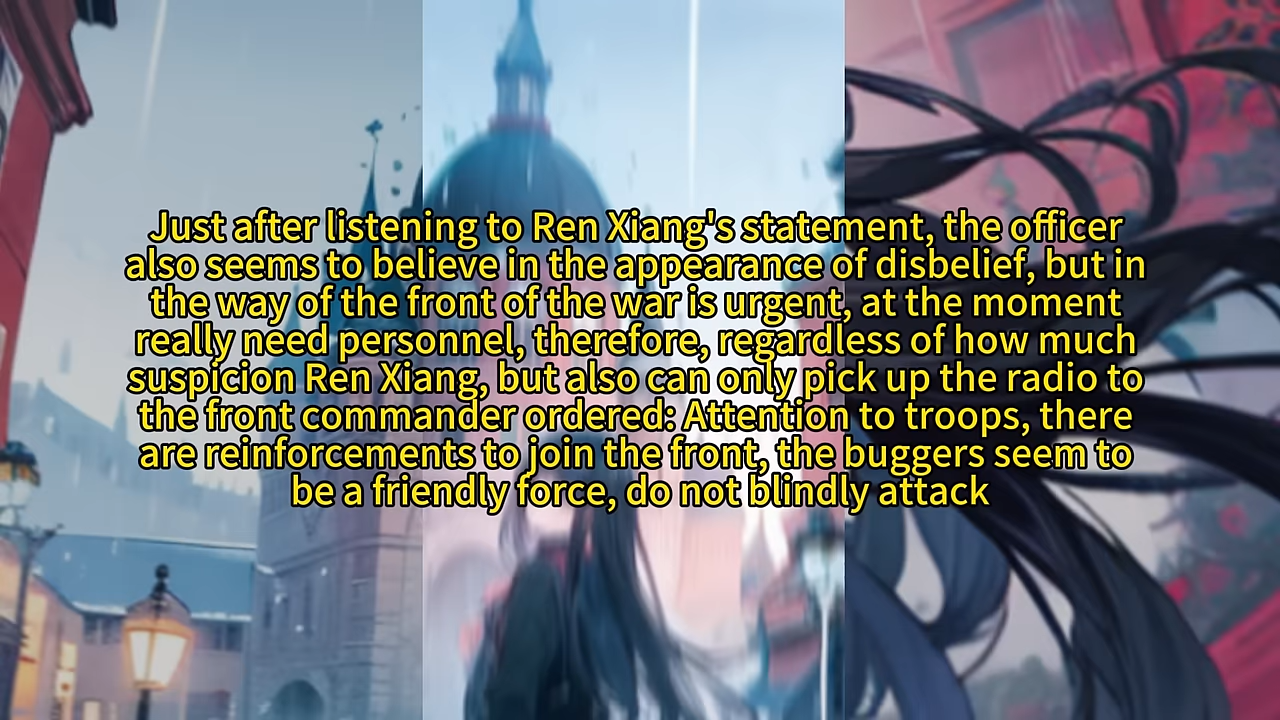 Just after listening to Ren Xiang's statement, the officer
also seems to believe in the appearance of disbelief, but in
the way of the front of the war is urgent, at the moment
really need personnel, therefore, regardless of how much
suspicion Ren Xiang, but also can only pick up the radio to
the front commander ordered: Attention to troops, there
are reinforcements to join the front, the buggers seem to
be a friendly force, do not blindly attack